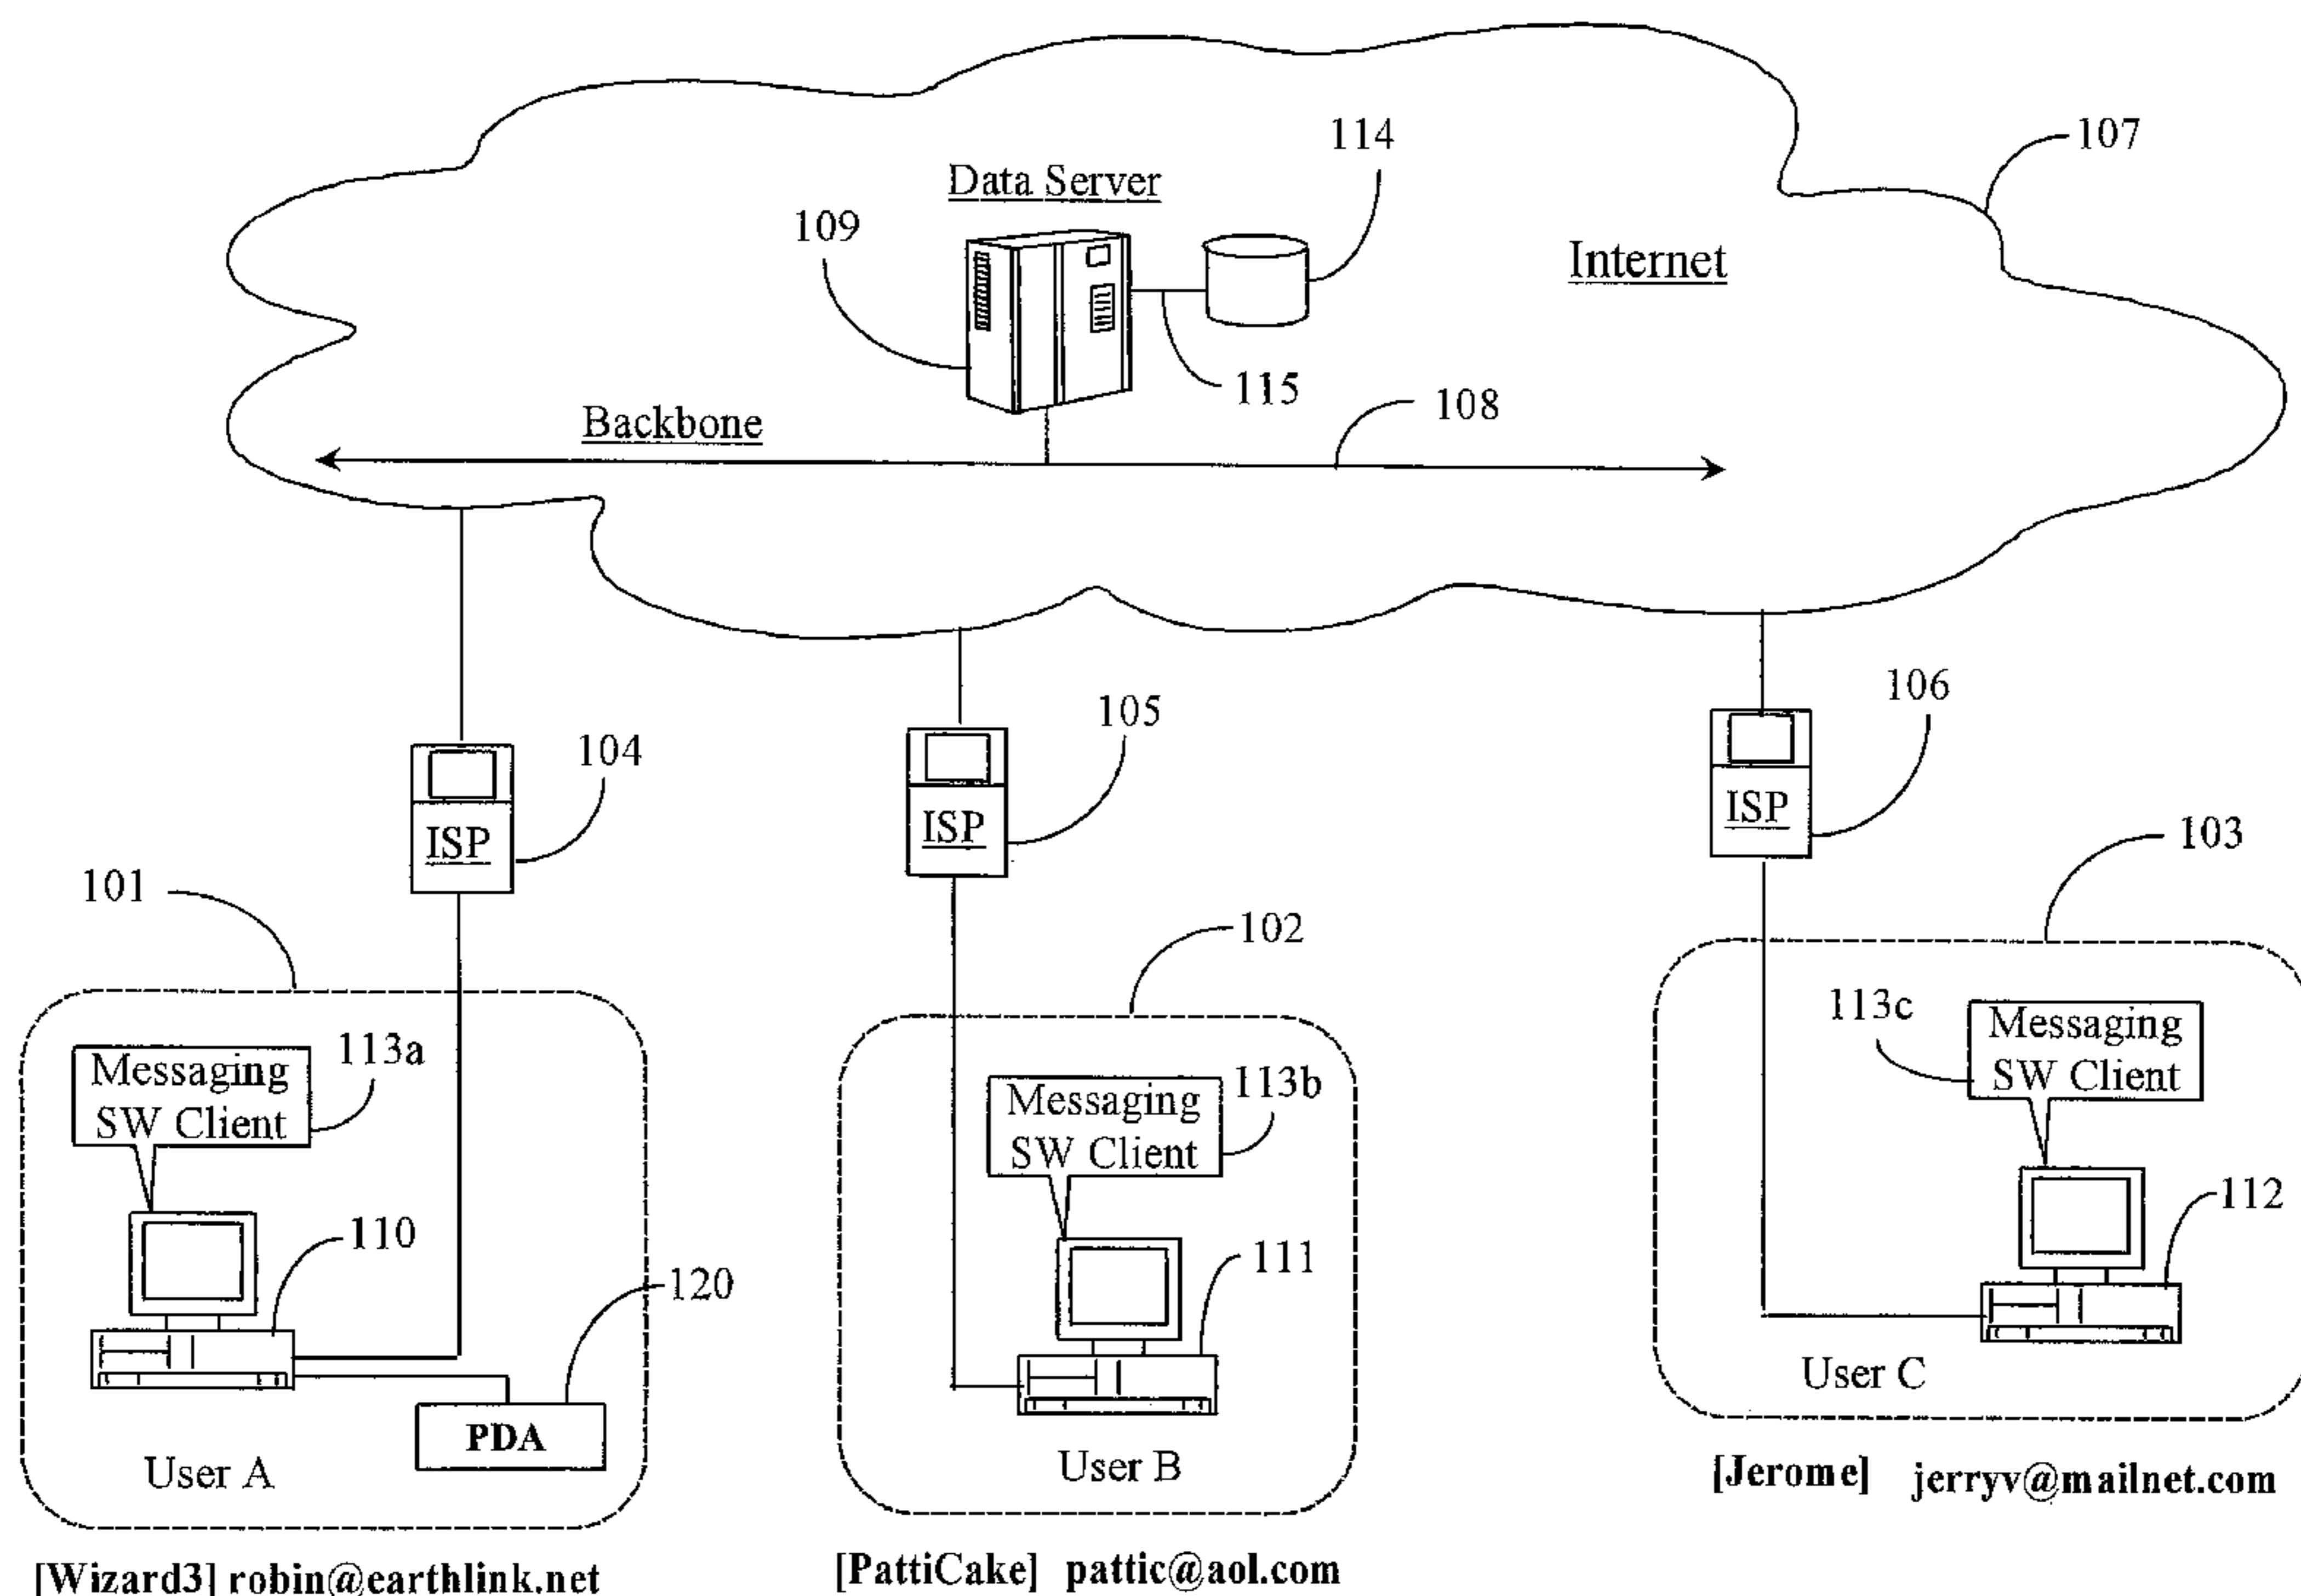 114
107
Data Server
109
Internet
115
108
Backbone
106
105
104
ISP
ISP
ISP
103
101
102
113c
Messaging
SW Client
113a
Messaging
SW Client
113b
Messaging
SW Client
112
110
111
120
User C
PDA
User A
User B
[Jerome] jerryv@mailnet.com
[PattiCake] pattic@aol.com
[Wizard3] robin@earthlink.net